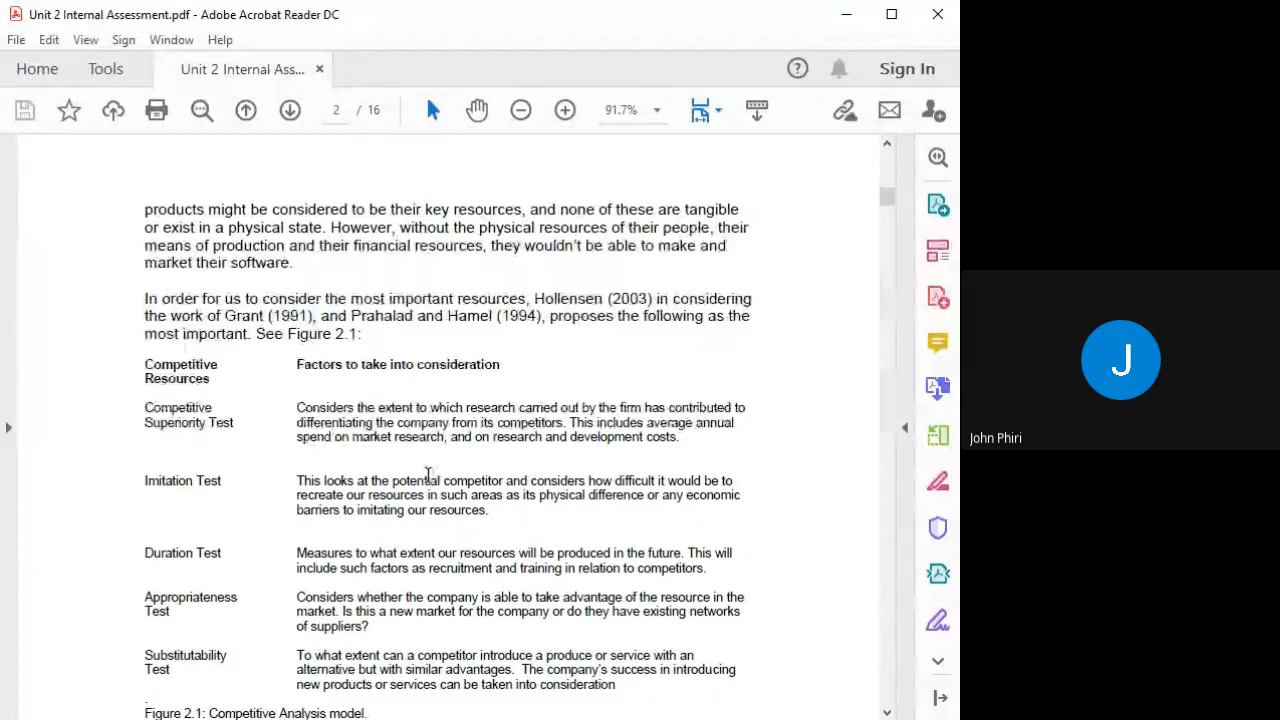 Unit 2 Internal Assessment.pdf - Adobe Acrobat Reader DC
File Edit View Sign Window Help
Home Tools Unit 2 Internal Ass... × Sign In
2 / 16 91.7%
products might be considered to be their key resources, and none of these are tangible
or exist in a physical state. However, without the physical resources of their people, their
means of production and their financial resources, they wouldn't be able to make and
market their software.
In order for us to consider the most important resources, Hollensen (2003) in considering
the work of Grant (1991), and Prahalad and Hamel (1994), proposes the following as the
most important. See Figure 2.1:
Competitive Resources
Factors to take into consideration
Competitive
Superiority Test
Considers the extent to which research carried out by the firm has contributed to
differentiating the company from its competitors. This includes average annual
spend on market research, and on research and development costs.
Imitation Test
This looks at the potential competitor and considers how difficult it would be to
recreate our resources in such areas as its physical difference or any economic
barriers to imitating our resources.
Duration Test
Measures to what extent our resources will be produced in the future. This will
include such factors as recruitment and training in relation to competitors.
Appropriateness
Test
Considers whether the company is able to take advantage of the resource in the
market. Is this a new market for the company or do they have existing networks
of suppliers?
Substitutability
Test
To what extent can a competitor introduce a produce or service with an
alternative but with similar advantages. The company's success in introducing
new products or services can be taken into consideration
.
Figure 2.1: Competitive Analysis model.
J
John Phiri